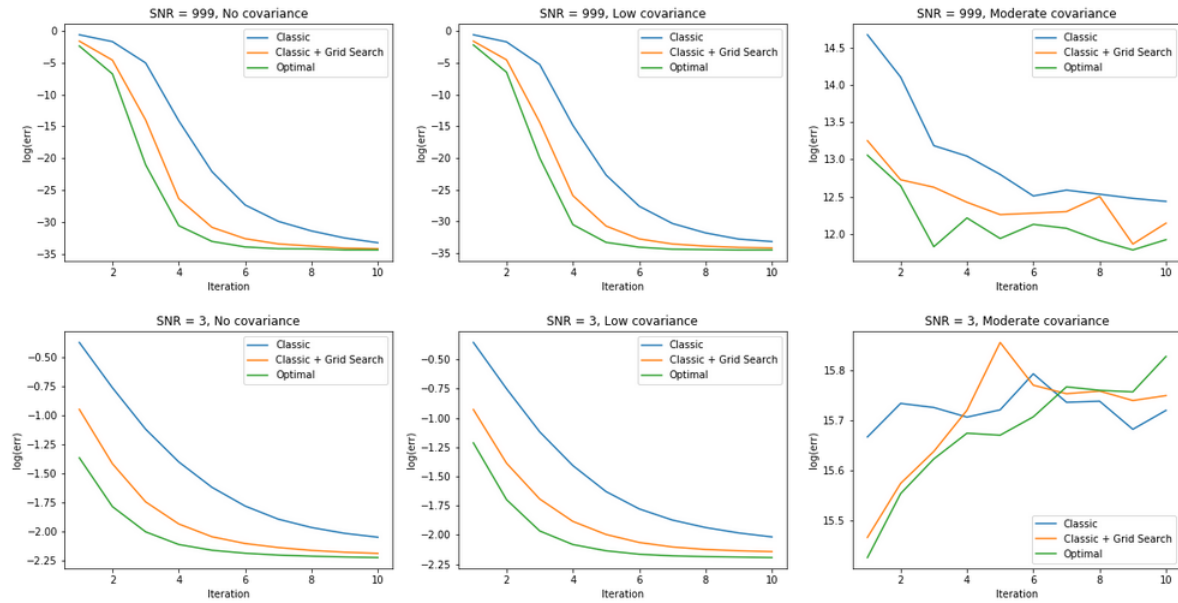 SNR = 999, No covariance
0
−5
−10
−15
−20
−25
−30
−35
log(err)
Classic
Classic + Grid Search
Optimal
2 4 6 8 10
Iteration
SNR = 999, Low covariance
0
−5
−10
−15
−20
−25
−30
−35
log(err)
Classic
Classic + Grid Search
Optimal
2 4 6 8 10
Iteration
SNR = 999, Moderate covariance
14.5
14.0
13.5
13.0
12.5
12.0
log(err)
Classic
Classic + Grid Search
Optimal
2 4 6 8 10
Iteration
SNR = 3, No covariance
−0.50
−0.75
−1.00
−1.25
−1.50
−1.75
−2.00
−2.25
log(err)
Classic
Classic + Grid Search
Optimal
2 4 6 8 10
Iteration
SNR = 3, Low covariance
−0.50
−0.75
−1.00
−1.25
−1.50
−1.75
−2.00
−2.25
log(err)
Classic
Classic + Grid Search
Optimal
2 4 6 8 10
Iteration
SNR = 3, Moderate covariance
15.8
15.7
15.6
15.5
log(err)
Classic
Classic + Grid Search
Optimal
2 4 6 8 10
Iteration